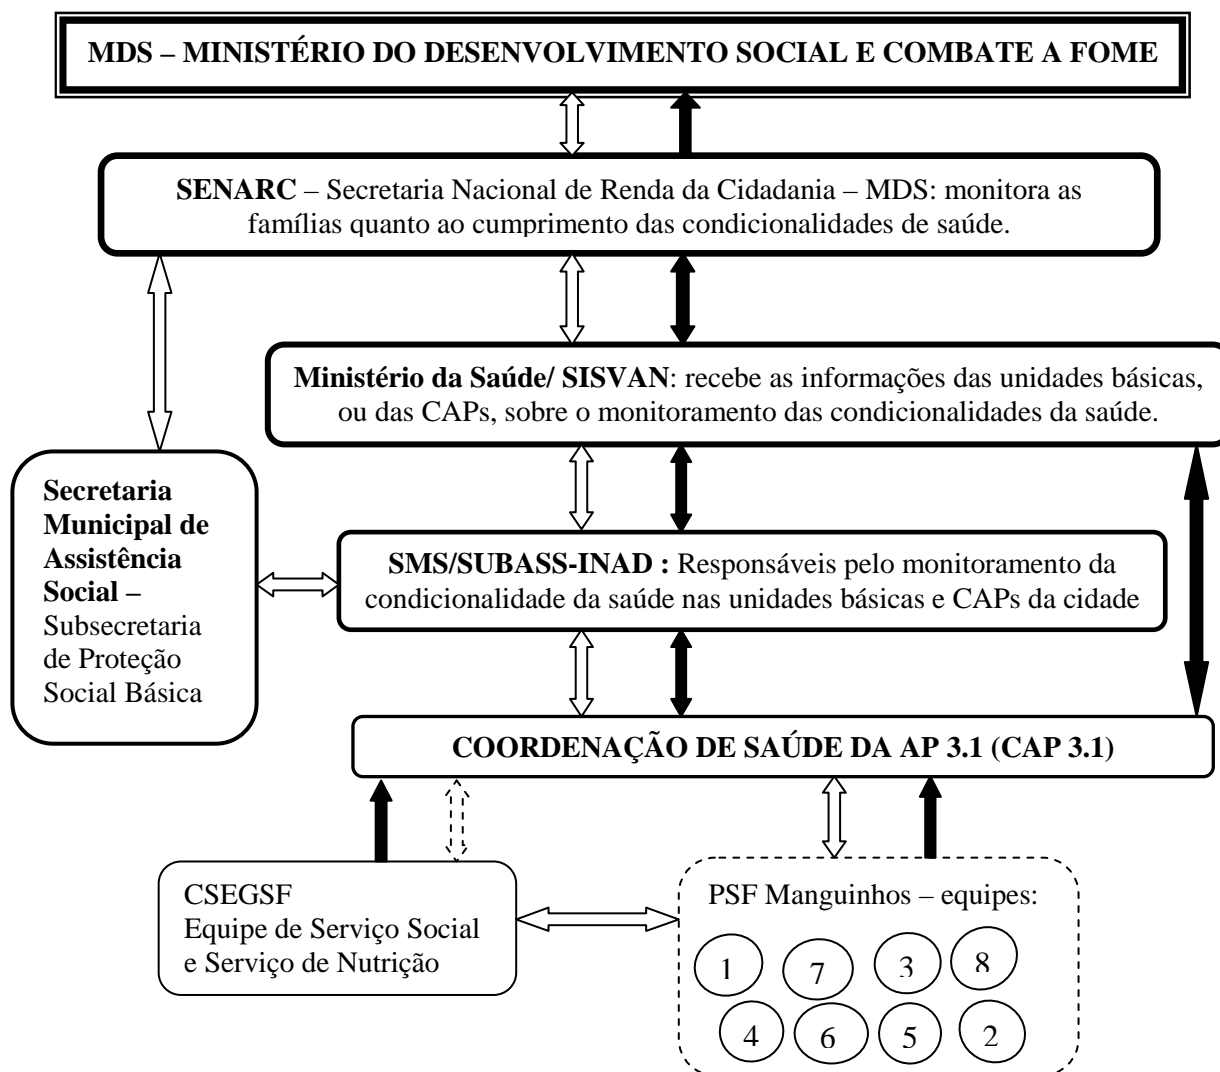 MDS – MINISTÉRIO DO DESENVOLVIMENTO SOCIAL E COMBATE A FOME
SENARC – Secretaria Nacional de Renda da Cidadania – MDS: monitora as
famílias quanto ao cumprimento das condicionalidades de saúde.
Ministério da Saúde/ SISVAN: recebe as informações das unidades básicas,
ou das CAPs, sobre o monitoramento das condicionalidades da saúde.
Secretaria
Municipal de
Assistência
Social –
Subsecretaria
de Proteção
Social Básica
SMS/SUBASS-INAD : Responsáveis pelo monitoramento da
condicionalidade da saúde nas unidades básicas e CAPs da cidade
COORDENAÇÃO DE SAÚDE DA AP 3.1 (CAP 3.1)
CSEGSF
Equipe de Serviço Social
e Serviço de Nutrição
PSF Manguinhos – equipes:
1 7 3 8
4 6 5 2